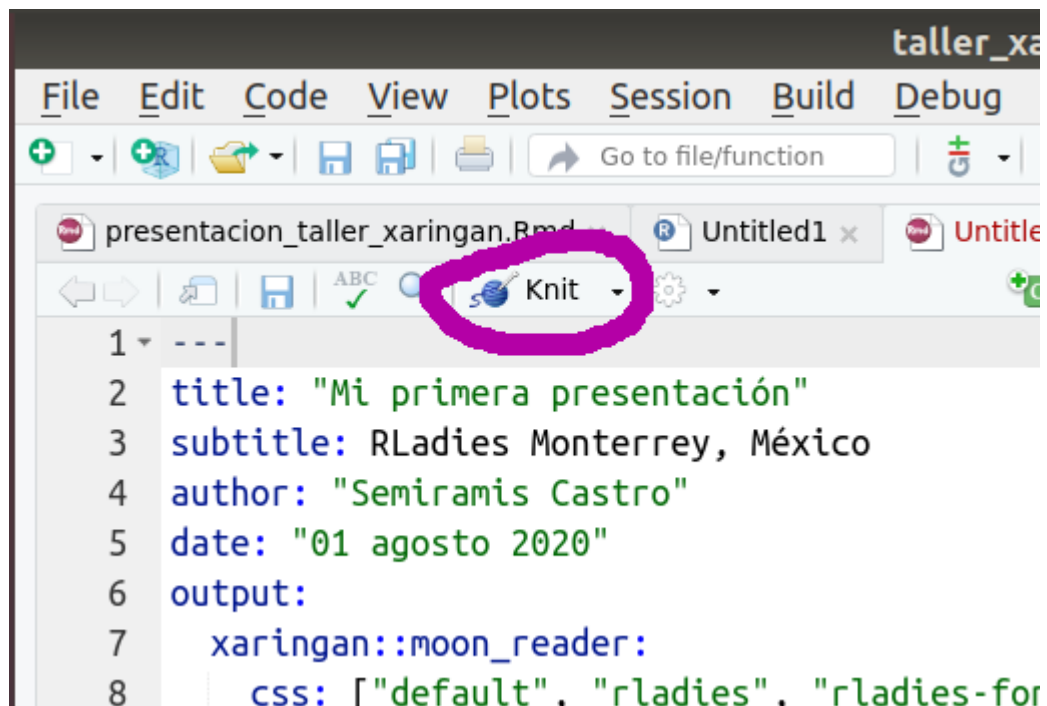 taller_xa
File Edit Code View Plots Session Build Debug
Go to file/function
presentacion_taller_xaringan.Rmd Untitled1 Untitle
ABC Knit
1 ---
2 title: "Mi primera presentación"
3 subtitle: RLadies Monterrey, México
4 author: "Semiramis Castro"
5 date: "01 agosto 2020"
6 output:
7 xaringan::moon_reader:
8 css: ["default", "rladies", "rladies-for